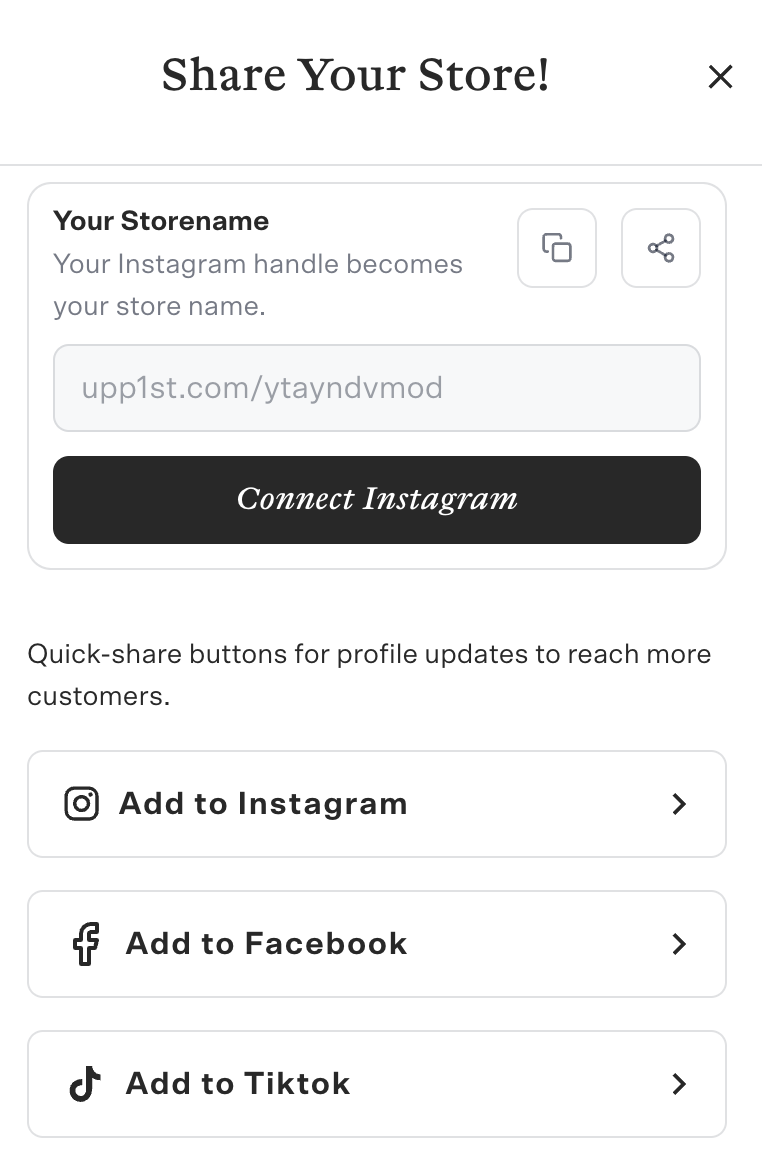 Share Your Store!
Your Storename
Your Instagram handle becomes
your store name.
upp1st.com/ytayndvmod
Connect Instagram
Quick-share buttons for profile updates to reach more
customers.
Add to Instagram
Add to Facebook
Add to Tiktok